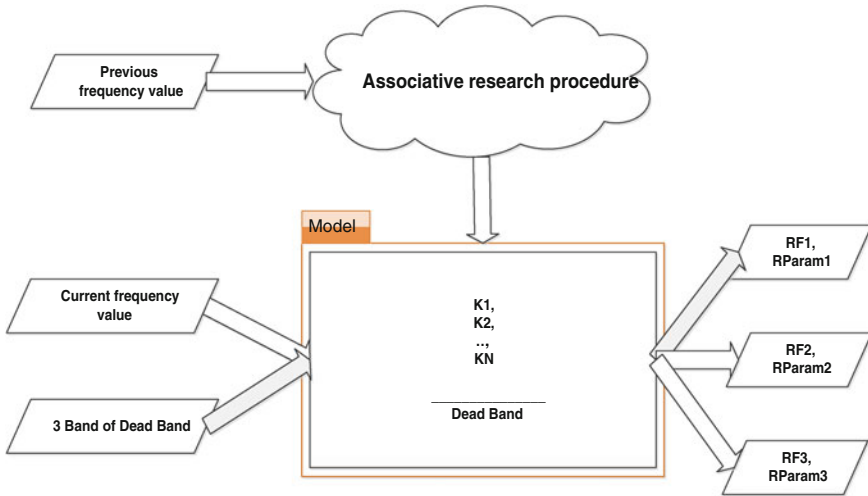 Previous
frequency value
Associative research procedure
Model
Current frequency
value
3 Band of Dead Band
K1,
K2,
..,
KN
Dead Band
RF1,
RParam1
RF2,
RParam2
RF3,
RParam3